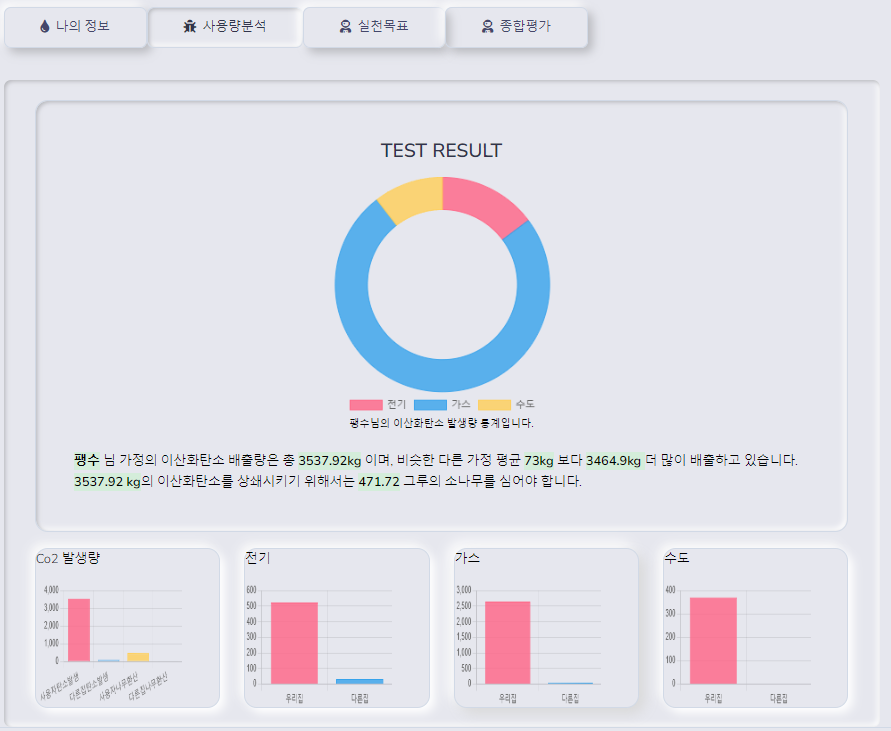 나의 정보 사용량분석 실천목표 종합평가
TEST RESULT
전기 가스 수도
팽수님의 이산화탄소 발생량 통계입니다.
팽수 님 가정의 이산화탄소 배출량은 총 3537.92kg 이며, 비슷한 다른 가정 평균 73kg 보다 3464.9kg 더 많이 배출하고 있습니다.
3537.92 kg의 이산화탄소를 상쇄시키기 위해서는 471.72 그루의 소나무를 심어야 합니다.
Co2 발생량
4,000
3,000
2,000
1,000
0
사용자탄소발생 다른집탄소발생 사용자나무환산 다른집나무환산
전기
600
500
400
300
200
100
0
우리집 다른집
가스
3,000
2,500
2,000
1,500
1,000
500
0
우리집 다른집
수도
400
300
200
100
0
우리집 다른집